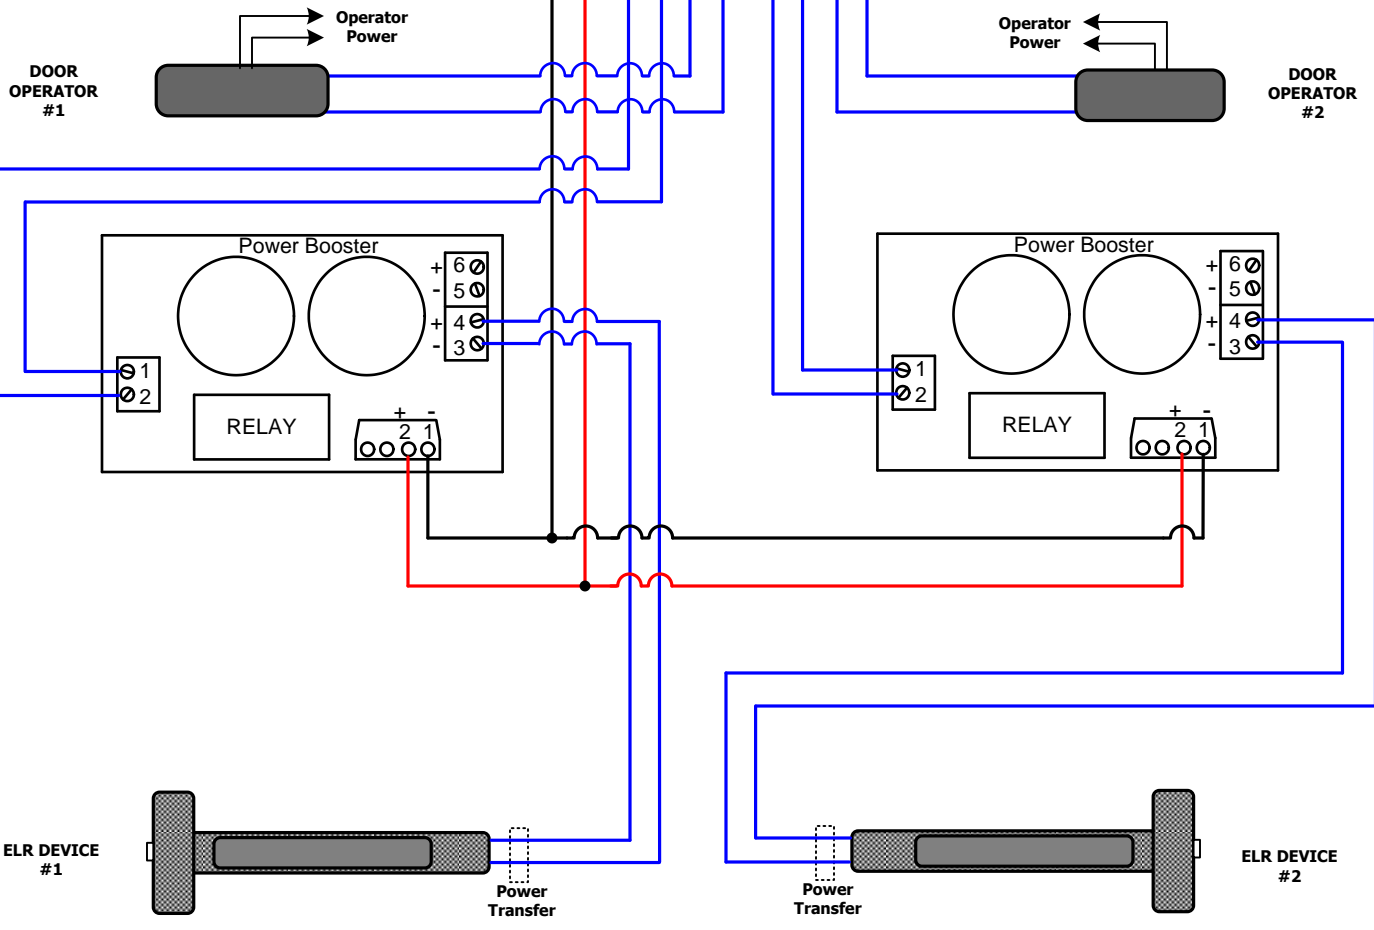 Operator
Power
DOOR
OPERATOR
#1
Operator
Power
DOOR
OPERATOR
#2
Power Booster
+ 6
- 5
+ 4
- 3
1
2
RELAY
+ -
2 1
Power Booster
+ 6
- 5
+ 4
- 3
1
2
RELAY
+ -
2 1
ELR DEVICE
#1
Power
Transfer
Power
Transfer
ELR DEVICE
#2